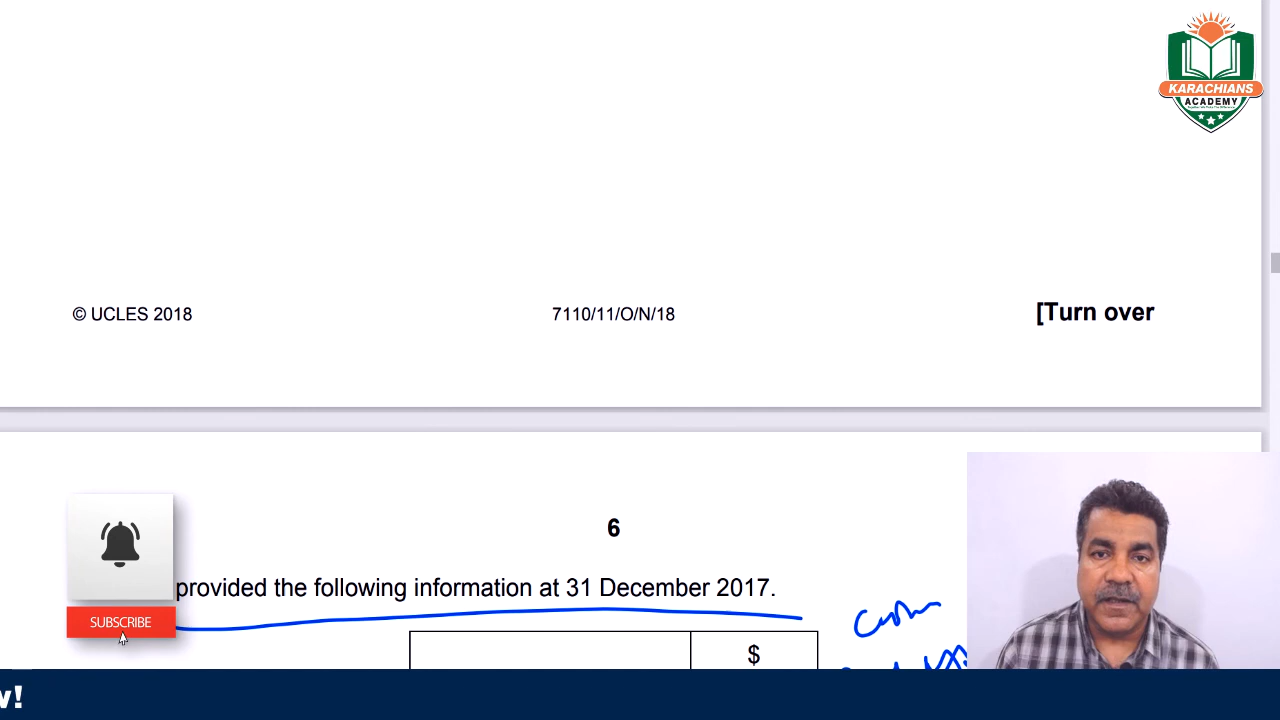 KARACHIANS
ACADEMY
© UCLES 2018
7110/11/O/N/18
[Turn over
6
provided the following information at 31 December 2017.
SUBSCRIBE
$
w!